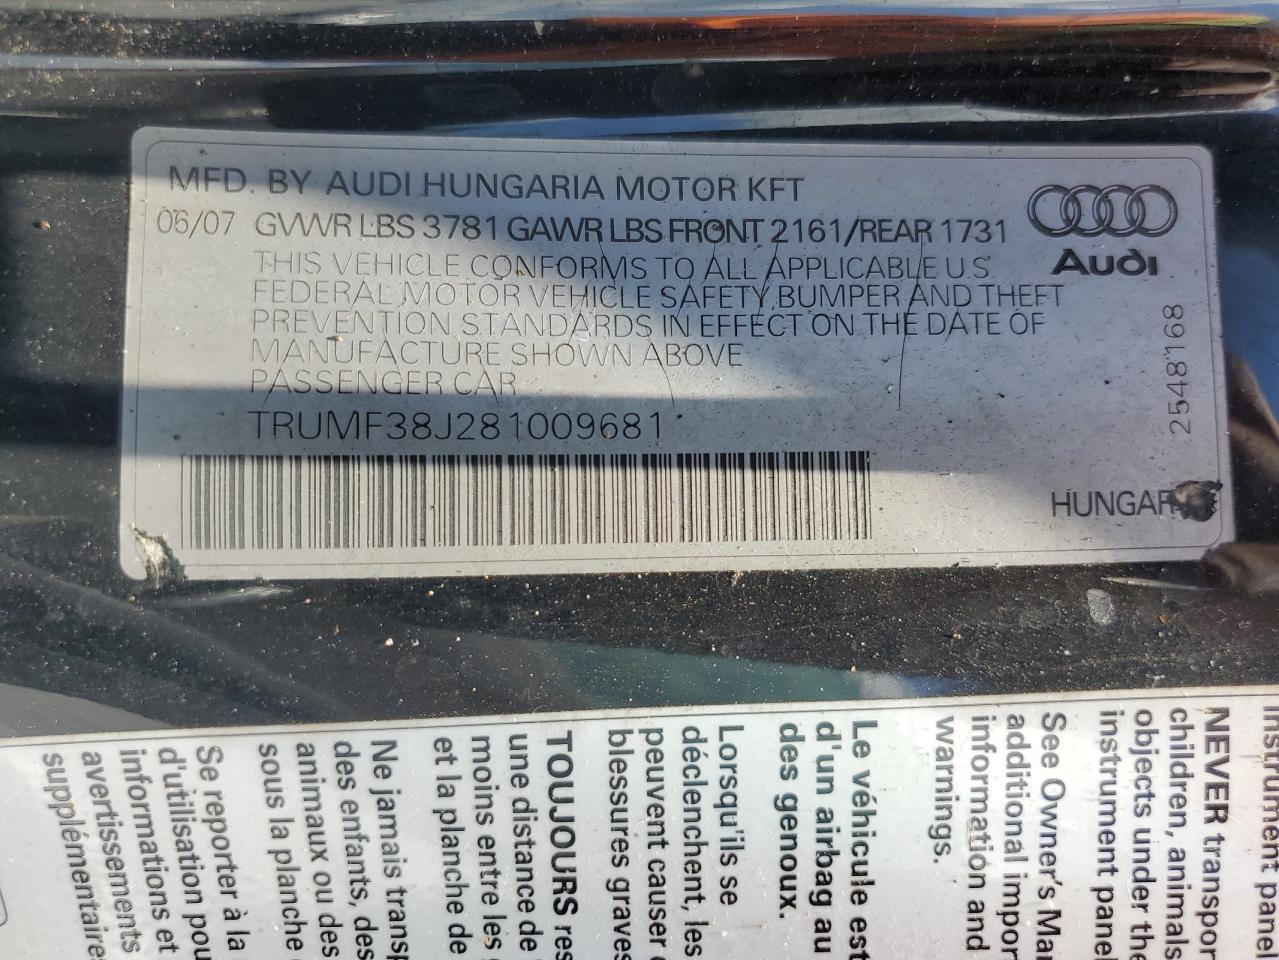 MFD. BY AUDI HUNGARIA MOTOR KFT
06/07 GVWR LBS 3781 GAWR LBS FRONT 2161/REAR 1731
THIS VEHICLE CONFORMS TO ALL APPLICABLE U.S.
FEDERAL MOTOR VEHICLE SAFETY, BUMPER AND THEFT
PREVENTION STANDARDS IN EFFECT ON THE DATE OF
MANUFACTURE SHOWN ABOVE
PASSENGER CAR
TRUMF38J281009681
Audi
2548168
HUNGAR
instrument panel
NEVER transpor
children, animals
objects under the
instrument panel
See Owner's Ma
additional impor
information and
warnings.
Le véhicule est
d'un airbag au
des genoux.
Lorsqu'ils se
déclenchent, les
peuvent causer
blessures graves
TOUJOURS res
une distance de
moins entre les
et la planche de
Ne jamais transp
des enfants, des
animaux ou des
sous la planche
Se reporter à la
d'utilisation pou
informations et
avertissements
supplémentaires